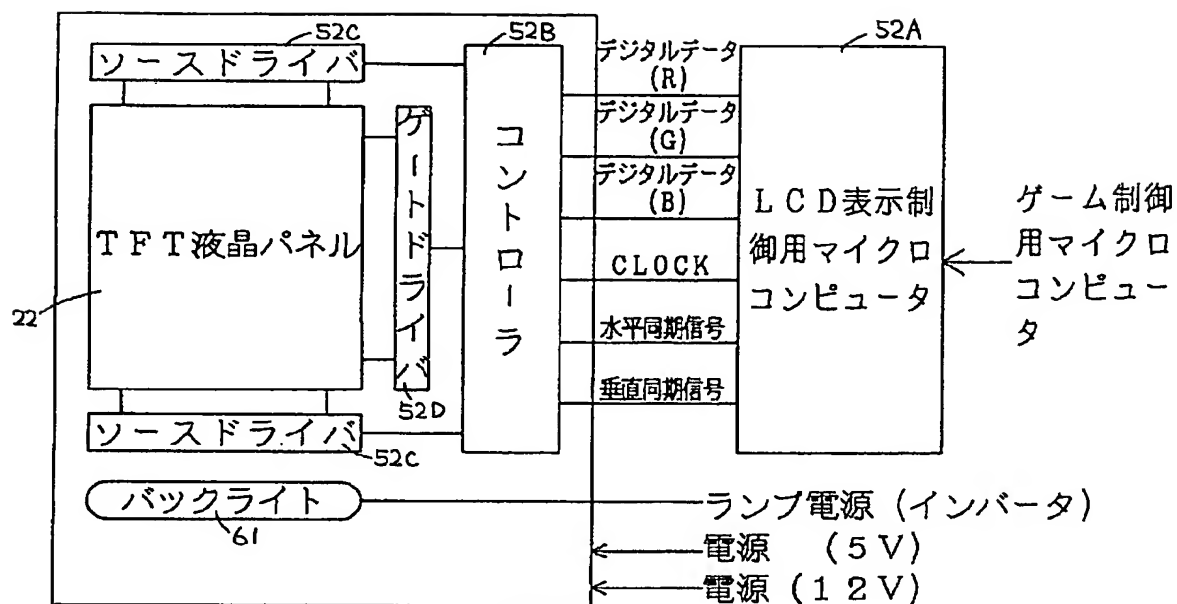 52C
ソースドライバ
TFT液晶パネル
22
ゲートドライバ
52D
ソースドライバ
52C
バックライト
61
52B
コントローラ
デジタルデータ
(R)
デジタルデータ
(G)
デジタルデータ
(B)
CLOCK
水平同期信号
垂直同期信号
52A
LCD表示制
御用マイクロ
コンピュータ
ゲーム制御
用マイクロ
コンピュー
タ
ランプ電源(インバータ)
電源 (5V)
電源(12V)